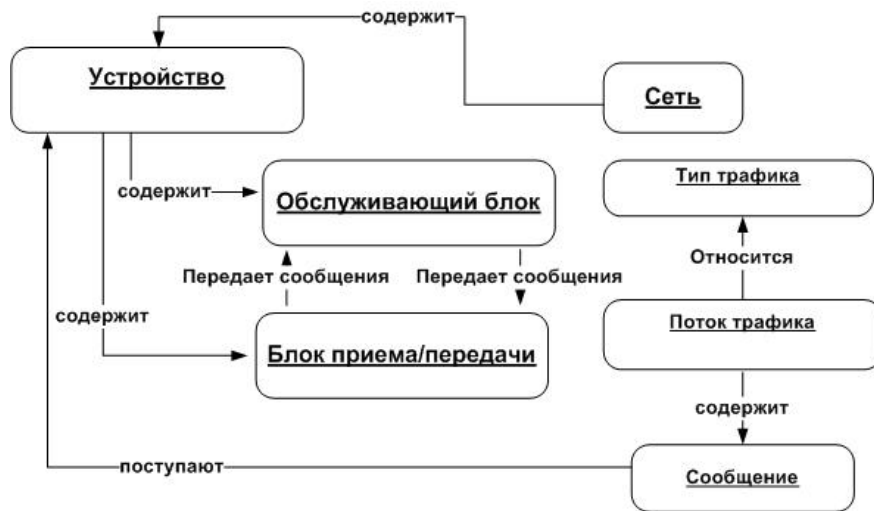 содержит
Устройство
Сеть
Тип трафика
содержит
Обслуживающий блок
Относится
Передает сообщения
Передает сообщения
содержит
Поток трафика
Блок приема/передачи
содержит
поступают
Сообщение